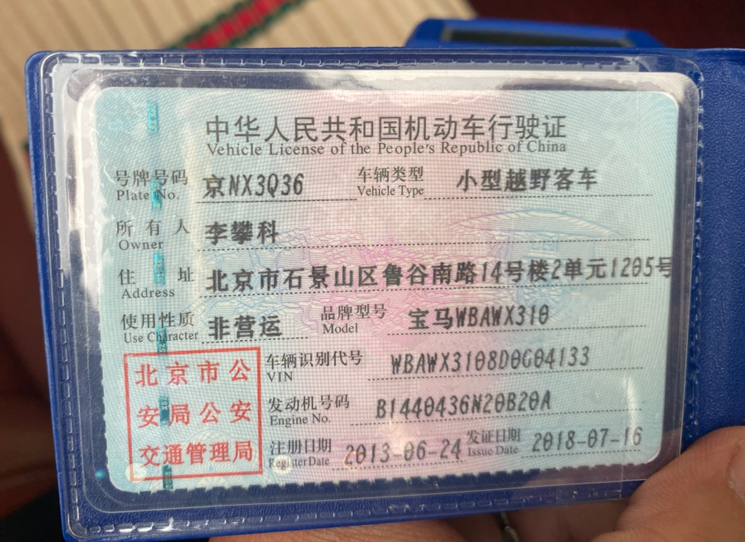 中华人民共和国机动车行驶证
Vehicle License of the People's Republic of China
号牌号码 京NX3Q36 车辆类型 小型越野客车
Plate No. Vehicle Type
所有人 李攀科
Owner
住址 北京市石景山区鲁谷南路14号楼2单元1205号
Address
使用性质 非营运 品牌型号 宝马WBAWX310
Use Character Model
北京市公 车辆识别代号 WBAWX3108D0G04133
VIN
安局公安 发动机号码 B1440436N20B20A
Engine No.
交通管理局 注册日期 2013-06-24 发证日期 2018-07-16
Register Date Issue Date